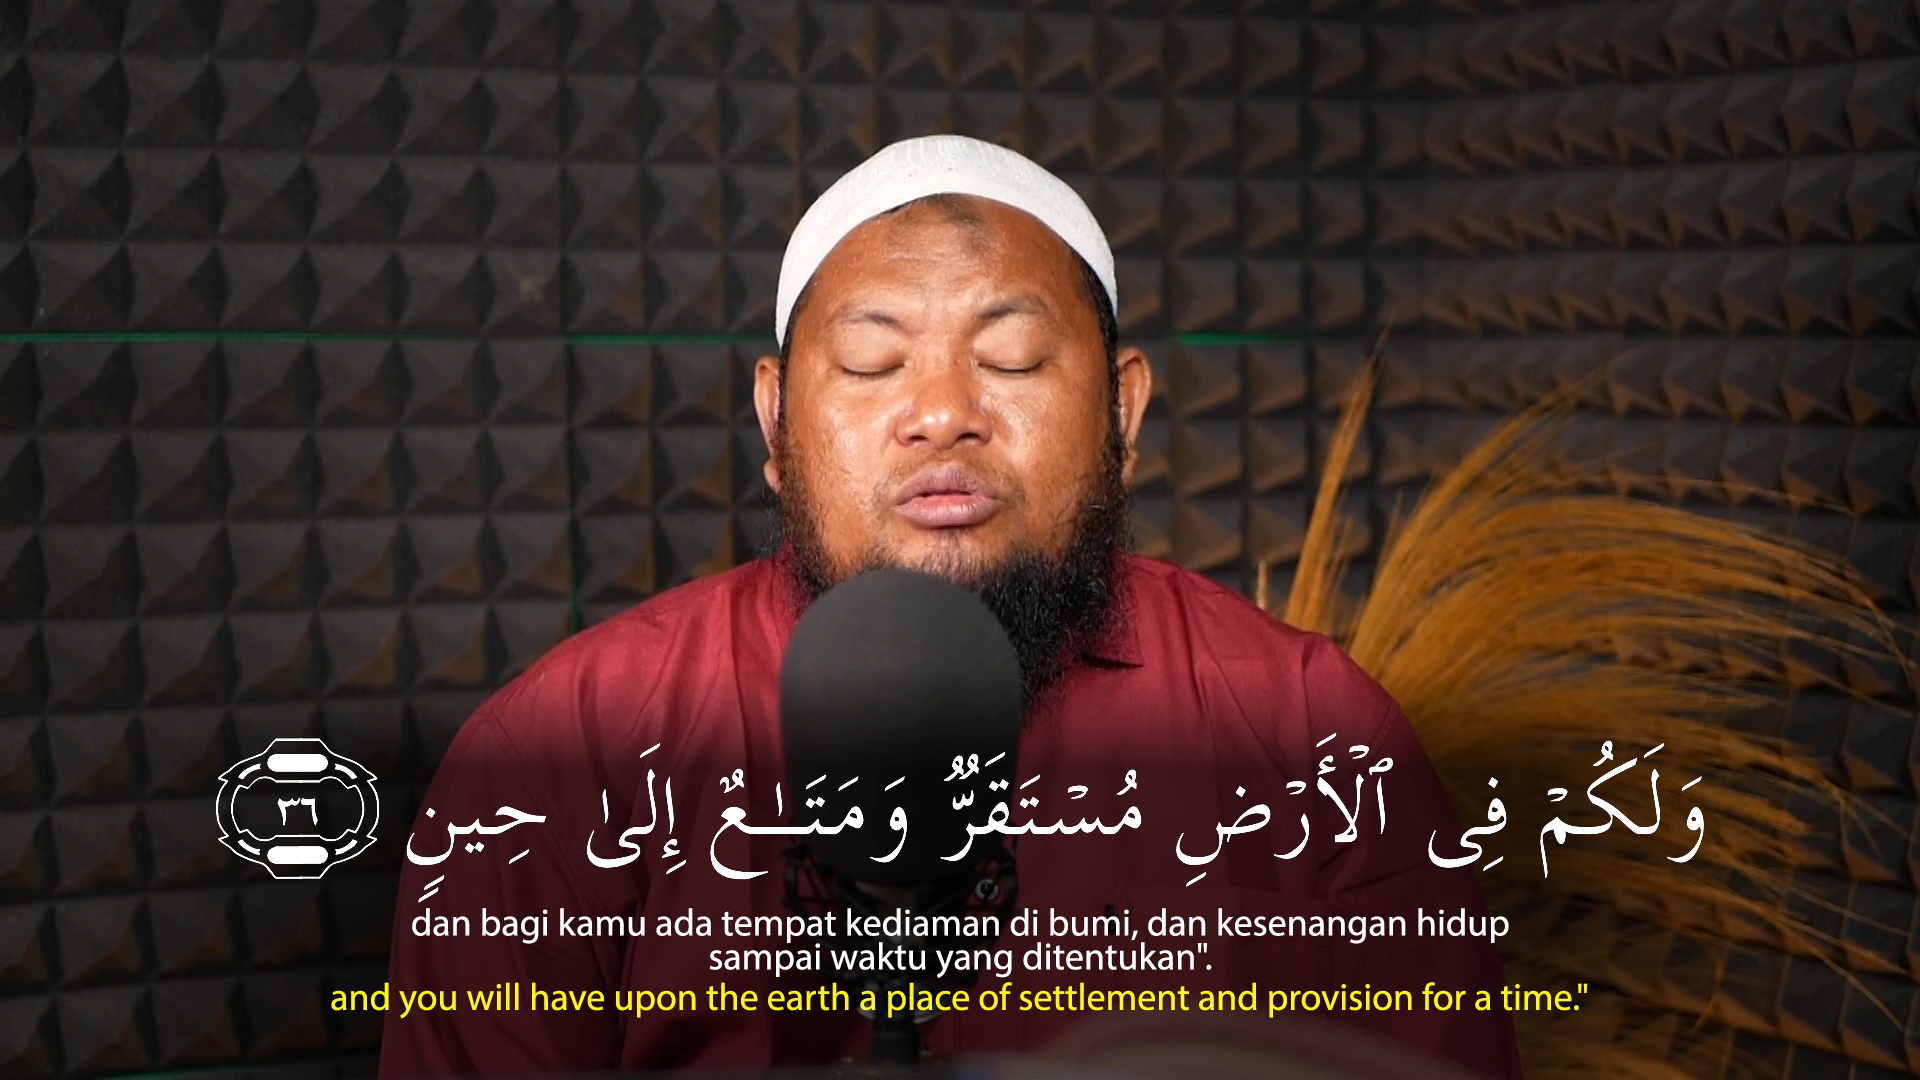 وَلَكُمْ فِى ٱلْأَرْضِ مُسْتَقَرٌّ وَمَتَـٰعٌ إِلَىٰ حِينٍ ٣٦
dan bagi kamu ada tempat kediaman di bumi, dan kesenangan hidup
sampai waktu yang ditentukan".
and you will have upon the earth a place of settlement and provision for a time."